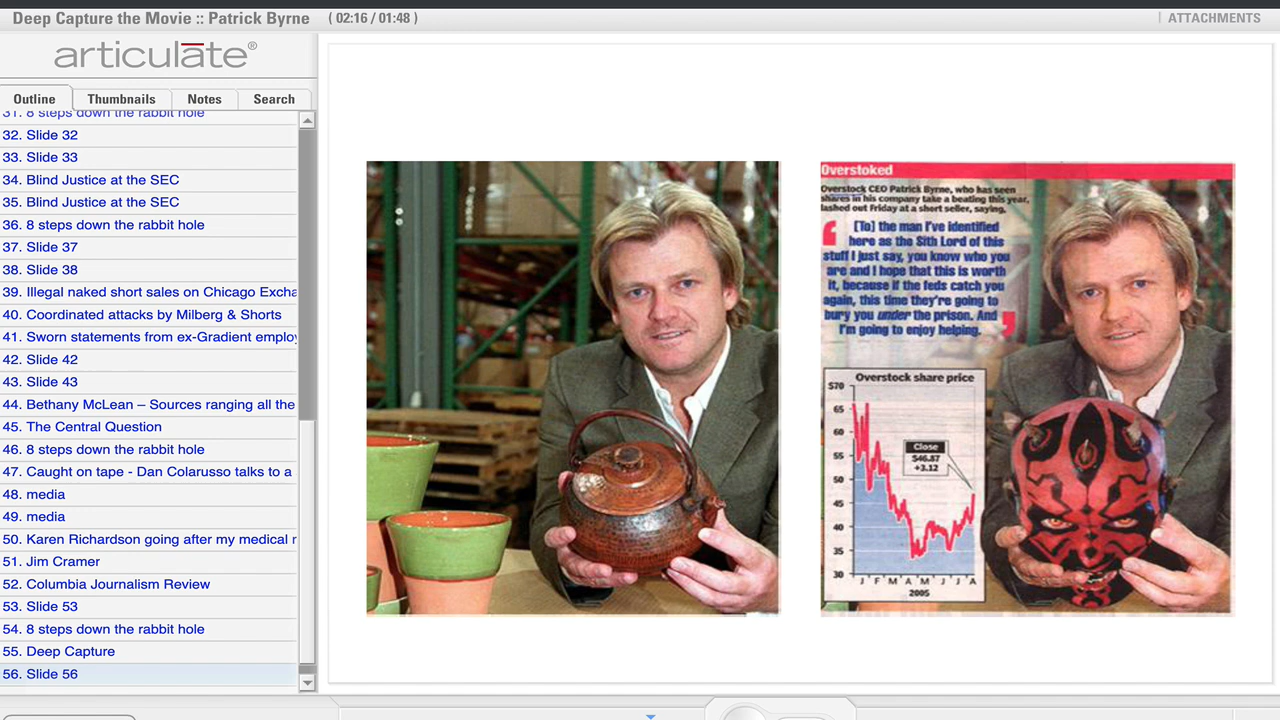 Deep Capture the Movie :: Patrick Byrne ( 02:16 / 01:48 ) | ATTACHMENTS
articulate®
Outline Thumbnails Notes Search
31. 8 steps down the rabbit hole
32. Slide 32
33. Slide 33
34. Blind Justice at the SEC
35. Blind Justice at the SEC
36. 8 steps down the rabbit hole
37. Slide 37
38. Slide 38
39. Illegal naked short sales on Chicago Excha
40. Coordinated attacks by Milberg & Shorts
41. Sworn statements from ex-Gradient employ
42. Slide 42
43. Slide 43
44. Bethany McLean – Sources ranging all the
45. The Central Question
46. 8 steps down the rabbit hole
47. Caught on tape - Dan Colarusso talks to a
48. media
49. media
50. Karen Richardson going after my medical r
51. Jim Cramer
52. Columbia Journalism Review
53. Slide 53
54. 8 steps down the rabbit hole
55. Deep Capture
56. Slide 56
Overstoked
Overstock CEO Patrick Byrne, who has seen
shares in his company take a beating this year,
lashed out Friday at a short seller, saying,
‘ [To] the man I've identified
here as the Sith Lord of this
stuff I just say, you know who you
are and I hope that this is worth
it, because if the feds catch you
again, this time they're going to
bury you under the prison. And
I'm going to enjoy helping. ’
Overstock share price
$70
65
60
55
50
45
40
35
30
Close
$46.87
+3.12
J F M A M J J A
2005